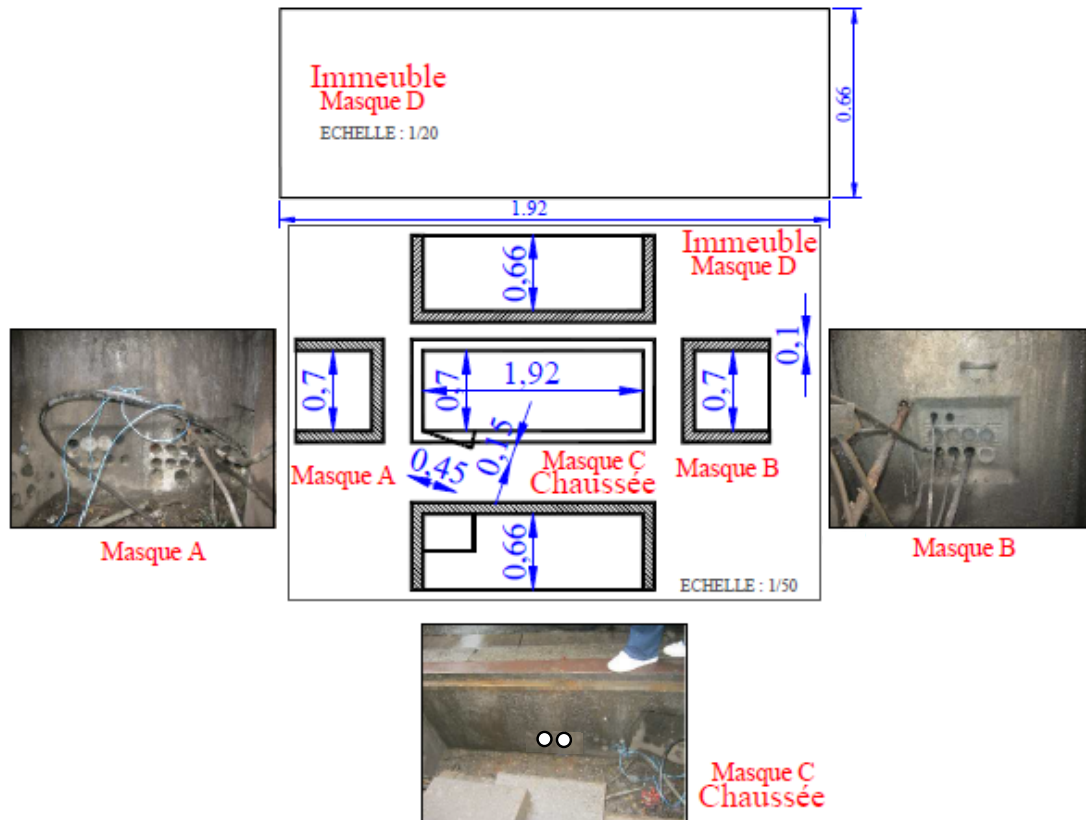 Immeuble
Masque D
ECHELLE : 1/20
0.66
1.92
Immeuble
Masque D
0,66
0,1
0,7
0,7
1,92
0,7
Masque A
0,45
0,15
Masque C
Chaussée
Masque B
0,66
ECHELLE : 1/50
Masque A
Masque B
Masque C
Chaussée